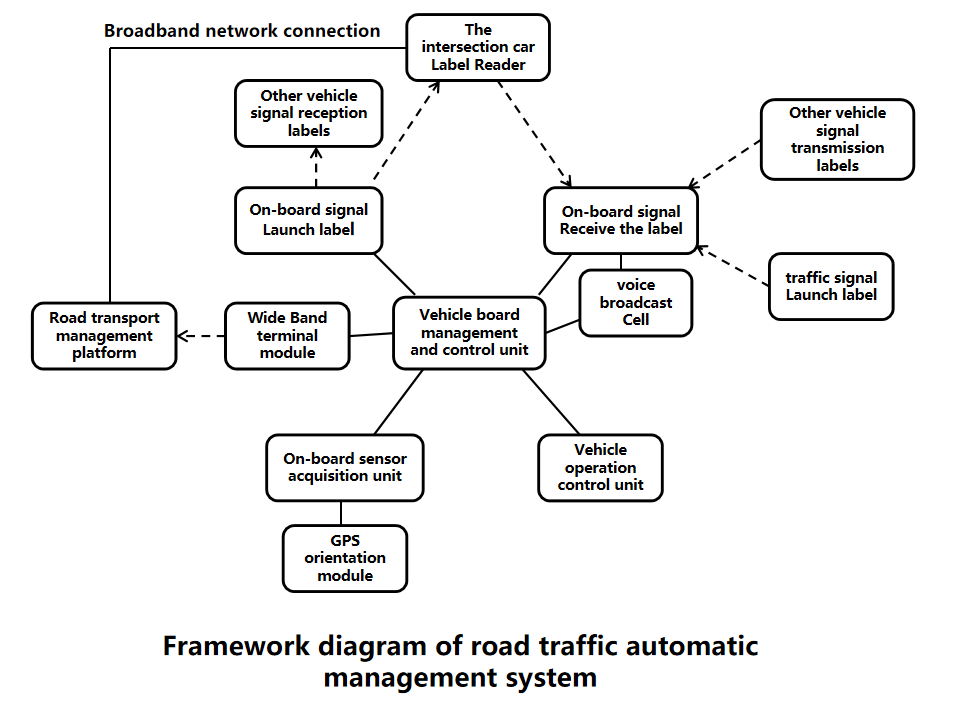 Broadband network connection
The
intersection car
Label Reader
Other vehicle
signal reception
labels
Other vehicle
signal
transmission
labels
On-board signal
Launch label
On-board signal
Receive the label
traffic signal
Launch label
voice
broadcast
Cell
Road transport
management
platform
Wide Band
terminal
module
Vehicle board
management
and control unit
On-board sensor
acquisition unit
Vehicle
operation
control unit
GPS
orientation
module
Framework diagram of road traffic automatic
management system